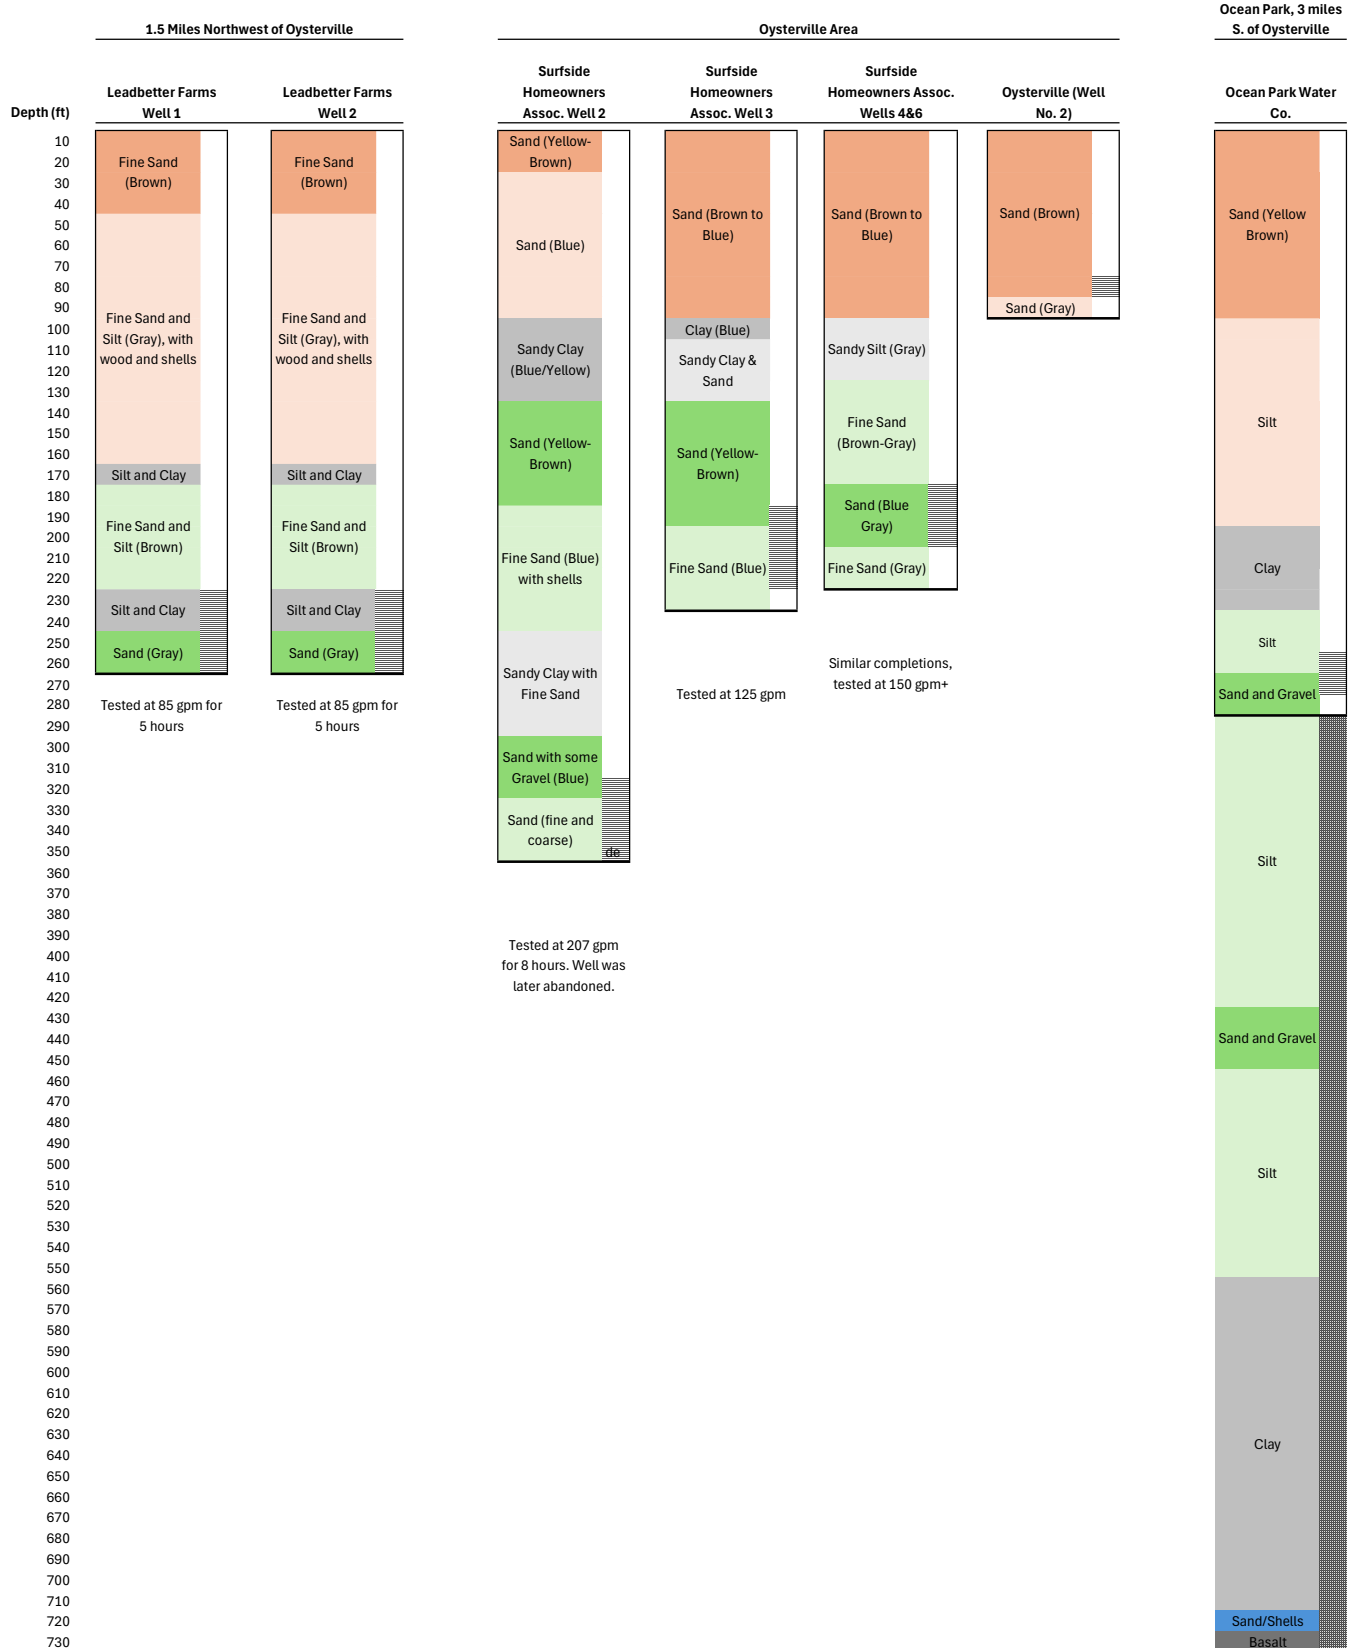 Ocean Park, 3 miles
1.5 Miles Northwest of Oysterville
Oysterville Area
S. of Oysterville
Surfside
Surfside
Surfside
Leadbetter Farms
Leadbetter Farms
Homeowners
Homeowners
Homeowners Assoc.
Oysterville (Well
Ocean Park Water
Depth (ft)
Well 1
Well 2
Assoc. Well 2
Assoc. Well 3
Wells 4&6
No. 2)
Co.
10
20
30
40
50
60
70
80
90
100
110
120
130
140
150
160
170
180
190
200
210
220
230
240
250
260
270
280
290
300
310
320
330
340
350
360
370
380
390
400
410
420
430
440
450
460
470
480
490
500
510
520
530
540
550
560
570
580
590
600
610
620
630
640
650
660
670
680
690
700
710
720
730
Fine Sand
(Brown)
Fine Sand and
Silt (Gray), with
wood and shells
Silt and Clay
Fine Sand and
Silt (Brown)
Silt and Clay
Sand (Gray)
Tested at 85 gpm for
5 hours
Fine Sand
(Brown)
Fine Sand and
Silt (Gray), with
wood and shells
Silt and Clay
Fine Sand and
Silt (Brown)
Silt and Clay
Sand (Gray)
Tested at 85 gpm for
5 hours
Sand (Yellow-
Brown)
Sand (Blue)
Sandy Clay
(Blue/Yellow)
Sand (Yellow-
Brown)
Fine Sand (Blue)
with shells
Sandy Clay with
Fine Sand
Sand with some
Gravel (Blue)
Sand (fine and
coarse)
de
Tested at 207 gpm
for 8 hours. Well was
later abandoned.
Sand (Brown to
Blue)
Clay (Blue)
Sandy Clay &
Sand
Sand (Yellow-
Brown)
Fine Sand (Blue)
Tested at 125 gpm
Sand (Brown to
Blue)
Sandy Silt (Gray)
Fine Sand
(Brown-Gray)
Sand (Blue
Gray)
Fine Sand (Gray)
Similar completions,
tested at 150 gpm+
Sand (Brown)
Sand (Gray)
Sand (Yellow
Brown)
Silt
Clay
Silt
Sand and Gravel
Silt
Sand and Gravel
Silt
Clay
Sand/Shells
Basalt